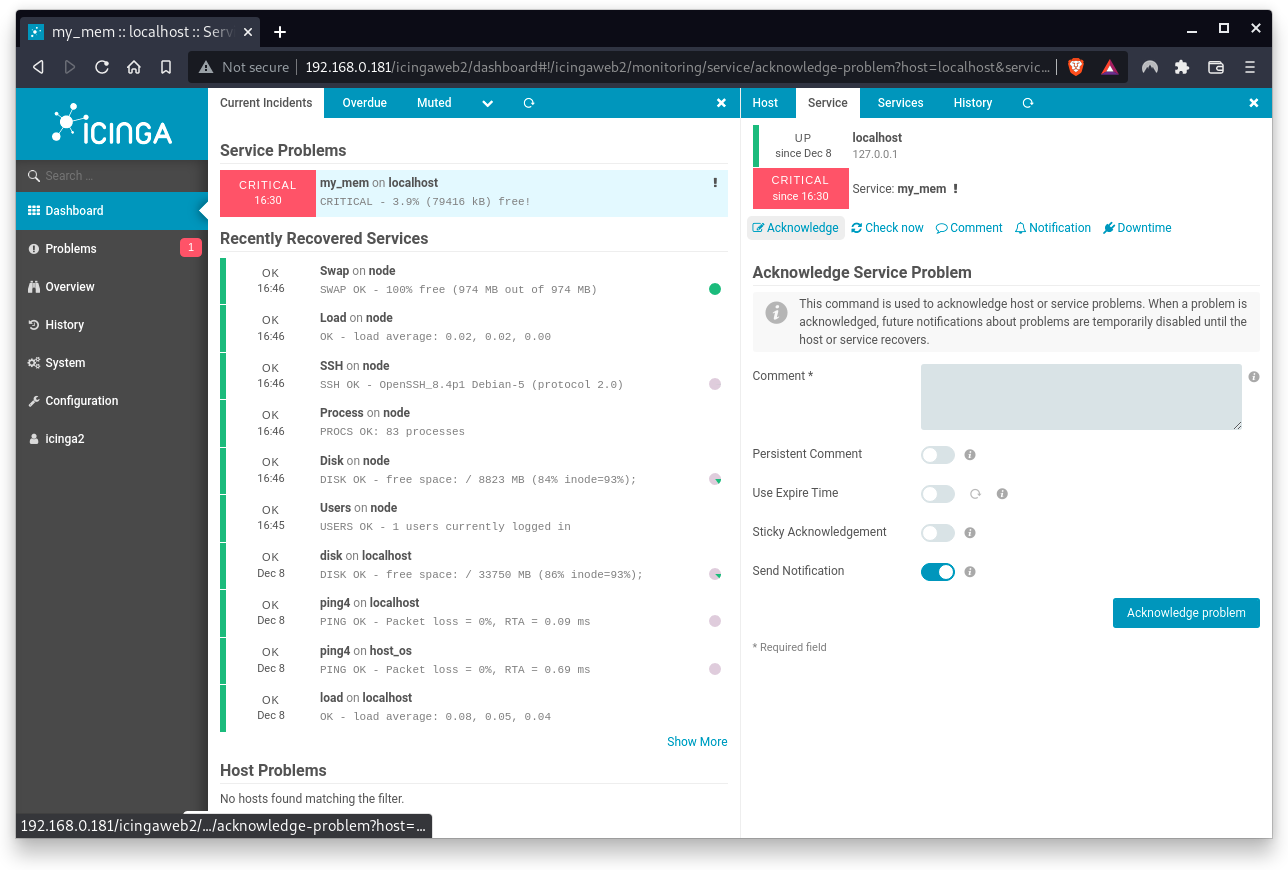 my_mem :: localhost :: Serv
Not secure
192.168.0.181/icingaweb2/dashboard#!/icingaweb2/monitoring/service/acknowledge-problem?host=localhost&servic...
icinga
Search ...
Dashboard
Problems
1
Overview
History
System
Configuration
icinga2
Current Incidents
Overdue
Muted
Service Problems
CRITICAL
16:30
my_mem on localhost
CRITICAL - 3.9% (79416 kB) free!
Recently Recovered Services
OK
16:46
Swap on node
SWAP OK - 100% free (974 MB out of 974 MB)
OK
16:46
Load on node
OK - load average: 0.02, 0.02, 0.00
OK
16:46
SSH on node
SSH OK - OpenSSH_8.4p1 Debian-5 (protocol 2.0)
OK
16:46
Process on node
PROCS OK: 83 processes
OK
16:46
Disk on node
DISK OK - free space: / 8823 MB (84% inode=93%);
OK
16:45
Users on node
USERS OK - 1 users currently logged in
OK
Dec 8
disk on localhost
DISK OK - free space: / 33750 MB (86% inode=93%);
OK
Dec 8
ping4 on localhost
PING OK - Packet loss = 0%, RTA = 0.09 ms
OK
Dec 8
ping4 on host_os
PING OK - Packet loss = 0%, RTA = 0.69 ms
OK
Dec 8
load on localhost
OK - load average: 0.08, 0.05, 0.04
Show More
Host Problems
No hosts found matching the filter.
192.168.0.181/icingaweb2/.../acknowledge-problem?host=...
Host
Service
Services
History
UP
since Dec 8
localhost
127.0.0.1
CRITICAL
since 16:30
Service: my_mem
Acknowledge
Check now
Comment
Notification
Downtime
Acknowledge Service Problem
This command is used to acknowledge host or service problems. When a problem is
acknowledged, future notifications about problems are temporarily disabled until the
host or service recovers.
Comment *
Persistent Comment
Use Expire Time
Sticky Acknowledgement
Send Notification
Acknowledge problem
* Required field